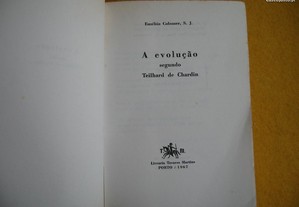 Eusébio Colomer, S. J.
A evolução
segundo
Teilhard de Chardin
Livraria Tavares Martins
PORTO - 1967